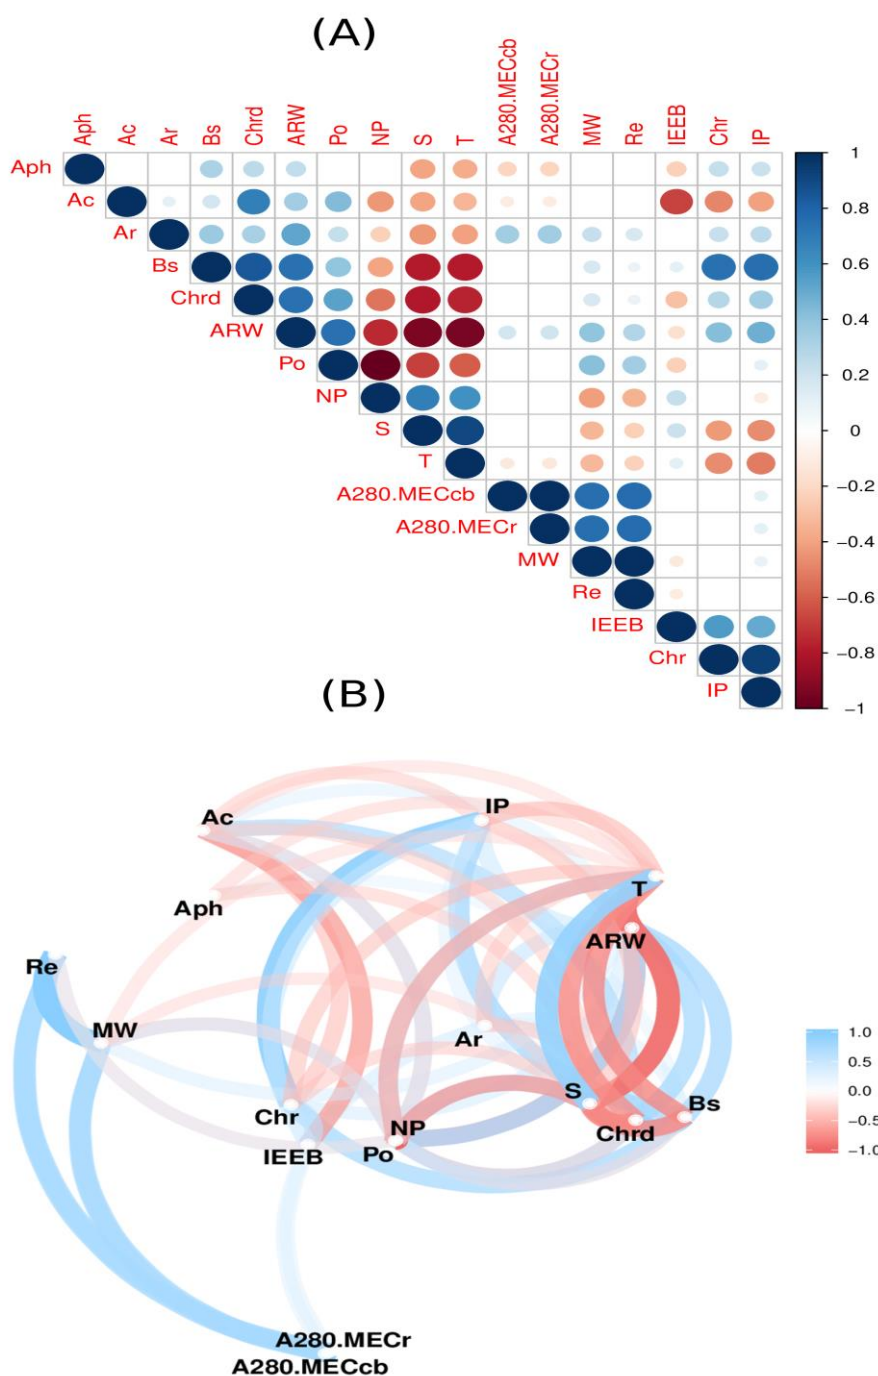 (A)
Aph Ac Ar Bs Chrd ARW Po NP S T A280.MECcb A280.MECr MW Re IEEB Chr IP
Aph
Ac
Ar
Bs
Chrd
ARW
Po
NP
S
T
A280.MECcb
A280.MECr
MW
Re
IEEB
Chr
IP
1
0.8
0.6
0.4
0.2
0
−0.2
−0.4
−0.6
−0.8
−1
(B)
Ac
IP
T
Aph
ARW
Re
MW
Ar
Chr
S
Bs
NP
Chrd
IEEB
Po
1.0
0.5
0.0
−0.5
−1.0
A280.MECr
A280.MECcb